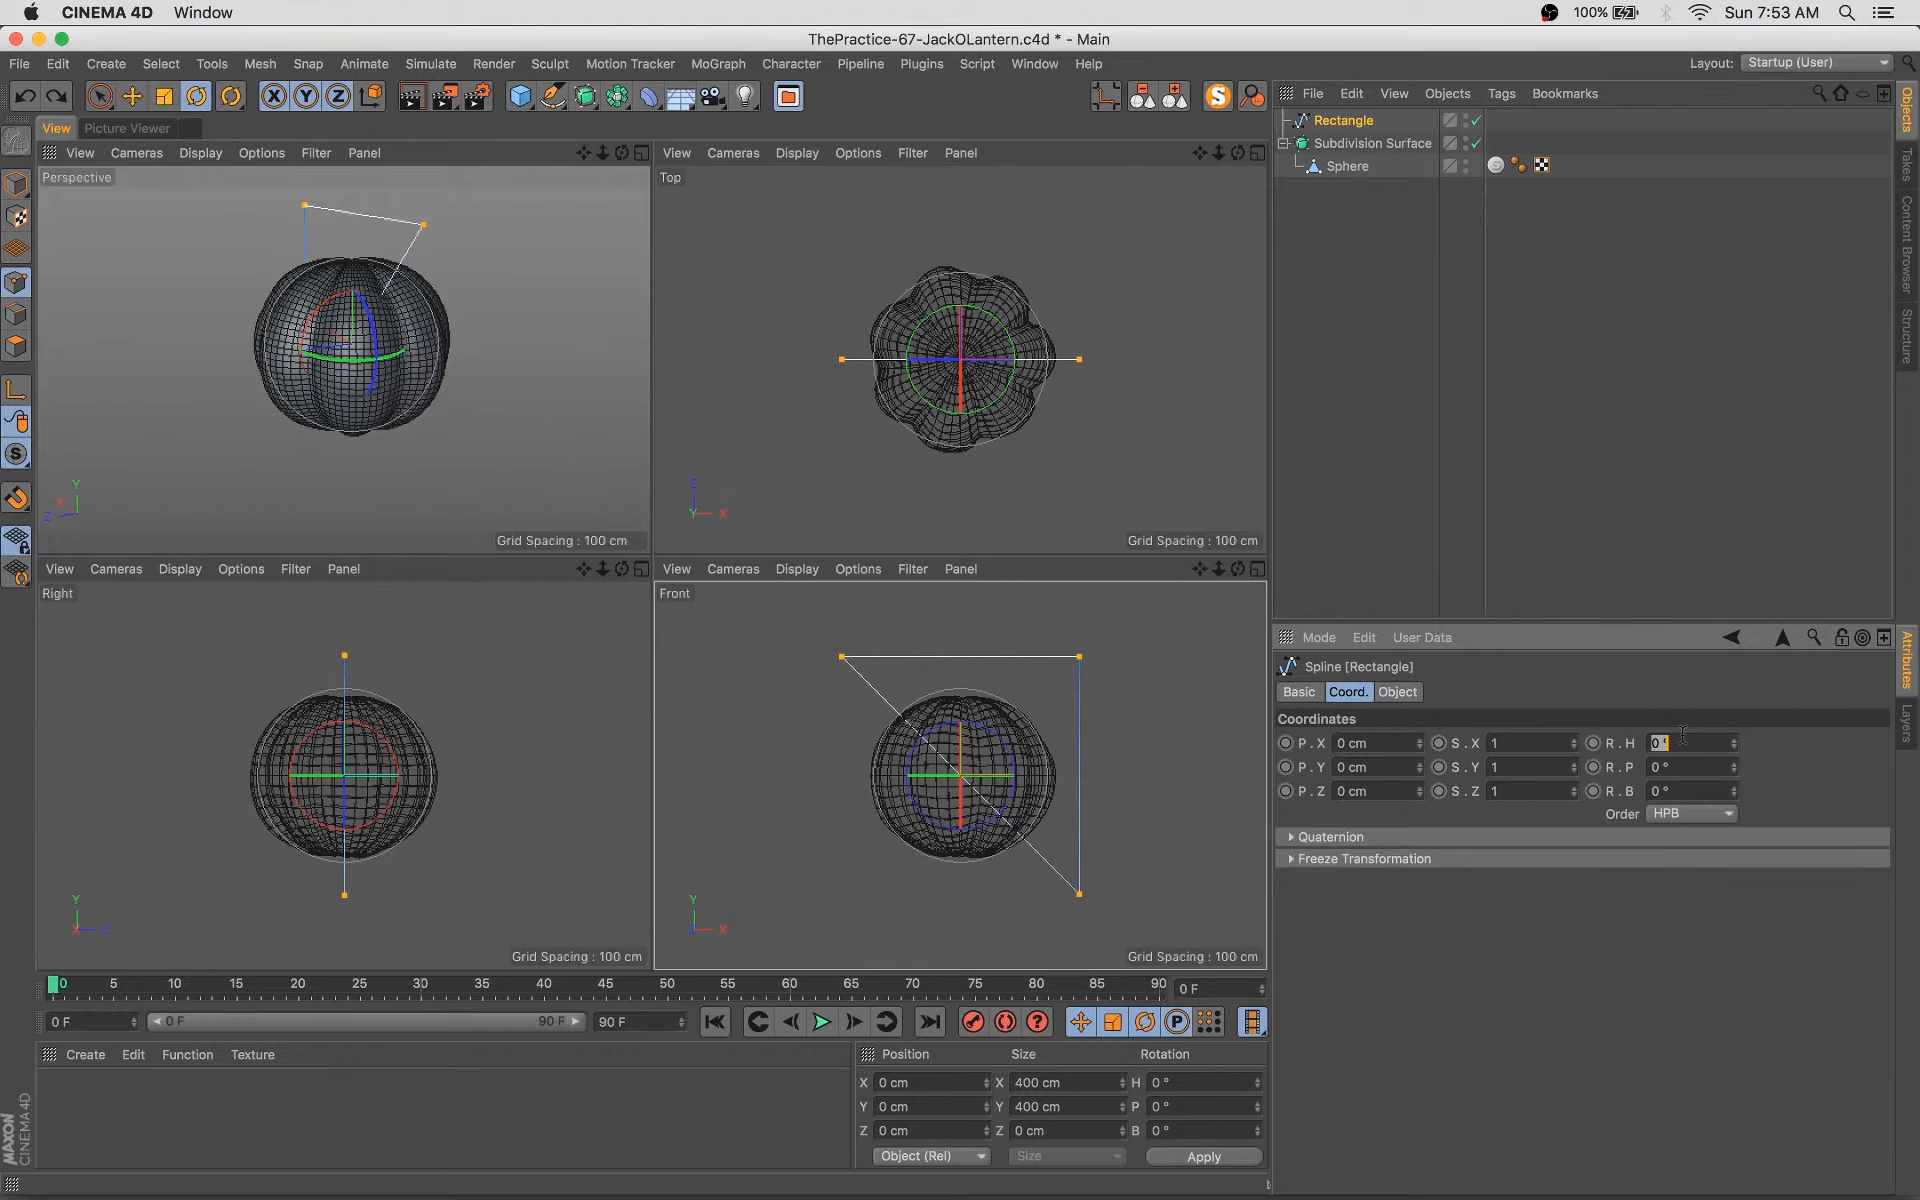 CINEMA 4D Window
100% Sun 7:53 AM
ThePractice-67-JackOLantern.c4d * - Main
File Edit Create Select Tools Mesh Snap Animate Simulate Render Sculpt Motion Tracker MoGraph Character Pipeline Plugins Script Window Help Layout: Startup (User)
X Y Z S
File Edit View Objects Tags Bookmarks
View Picture Viewer
Rectangle
Subdivision Surface
Sphere
View Cameras Display Options Filter Panel
View Cameras Display Options Filter Panel
Perspective
Top
Y
X
Z
Grid Spacing : 100 cm
Z
Y X
Grid Spacing : 100 cm
View Cameras Display Options Filter Panel
View Cameras Display Options Filter Panel
Right
Front
Y
X Z
Grid Spacing : 100 cm
Y
Z X
Grid Spacing : 100 cm
S
Objects
Takes
Content Browser
Structure
Mode Edit User Data
Spline [Rectangle]
Basic Coord. Object
Coordinates
P . X 0 cm S . X 1 R . H 0 °
P . Y 0 cm S . Y 1 R . P 0 °
P . Z 0 cm S . Z 1 R . B 0 °
Order HPB
Quaternion
Freeze Transformation
Attributes
Layers
0 5 10 15 20 25 30 35 40 45 50 55 60 65 70 75 80 85 90 0 F
0 F 0 F 90 F 90 F P
Create Edit Function Texture
Position Size Rotation
X 0 cm X 400 cm H 0 °
Y 0 cm Y 400 cm P 0 °
Z 0 cm Z 0 cm B 0 °
Object (Rel) Size Apply
MAXON
CINEMA 4D